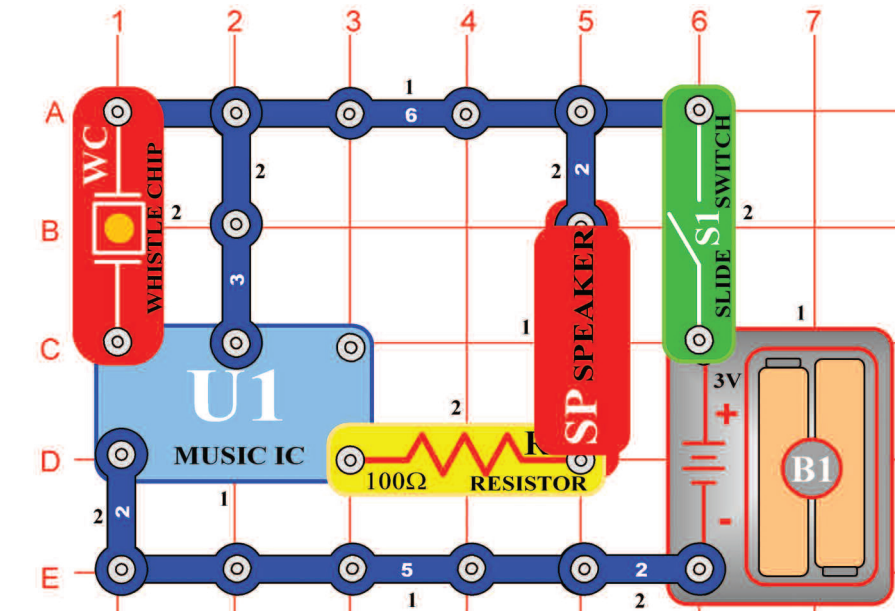 1 2 3 4 5 6 7
A
1
6
WC
WHISTLE CHIP
2
2
2
2
S1
SLIDE SWITCH
2
B
3
SPEAKER
SP
1
1
C
U1
MUSIC IC
3V
+
-
B1
2
R
100Ω
RESISTOR
D
1
2
2
E
5
1
2
2